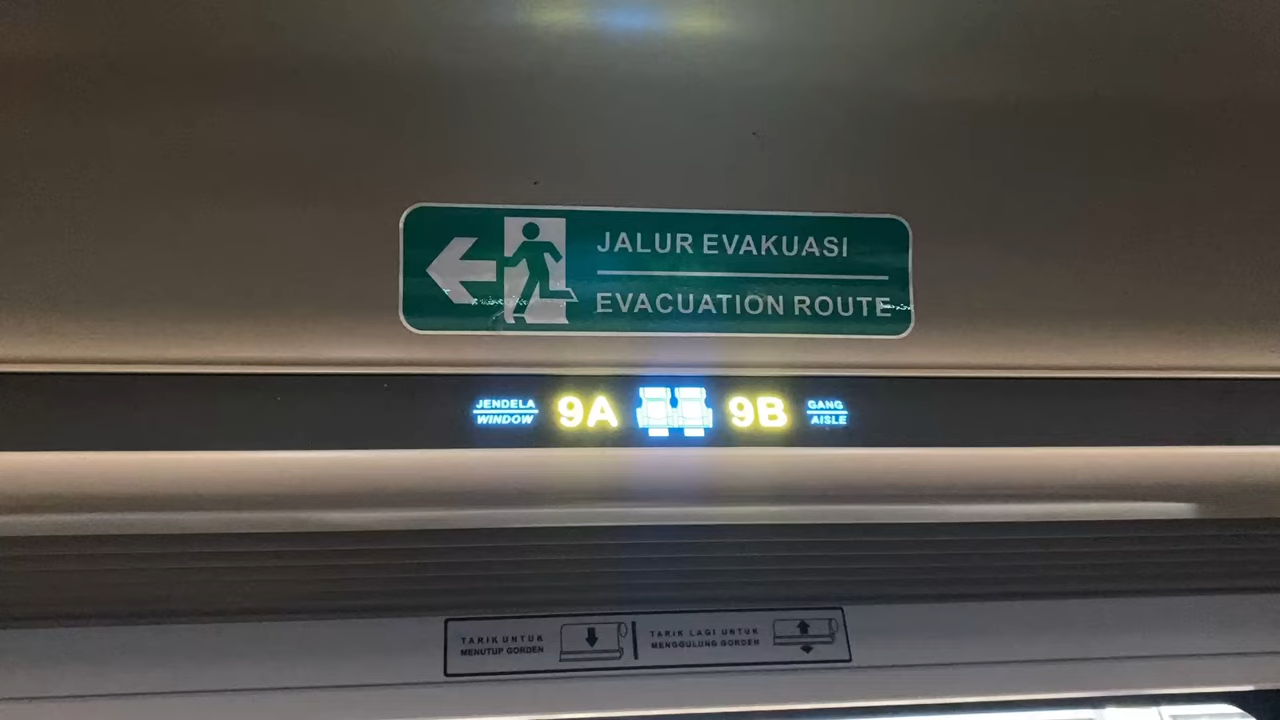 JALUR EVAKUASI
EVACUATION ROUTE
JENDELA
WINDOW
9A
9B
GANG
AISLE
TARIK UNTUK
MENUTUP GORDEN
TARIK LAGI UNTUK
MENGGULUNG GORDEN